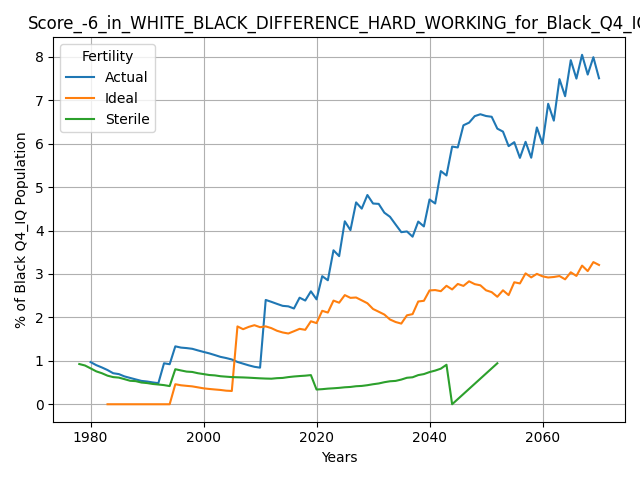 Score_-6_in_WHITE_BLACK_DIFFERENCE_HARD_WORKING_for_Black_Q4_IQ
Fertility
Actual
Ideal
Sterile
% of Black Q4_IQ Population
8
7
6
5
4
3
2
1
0
1980 2000 2020 2040 2060
Years